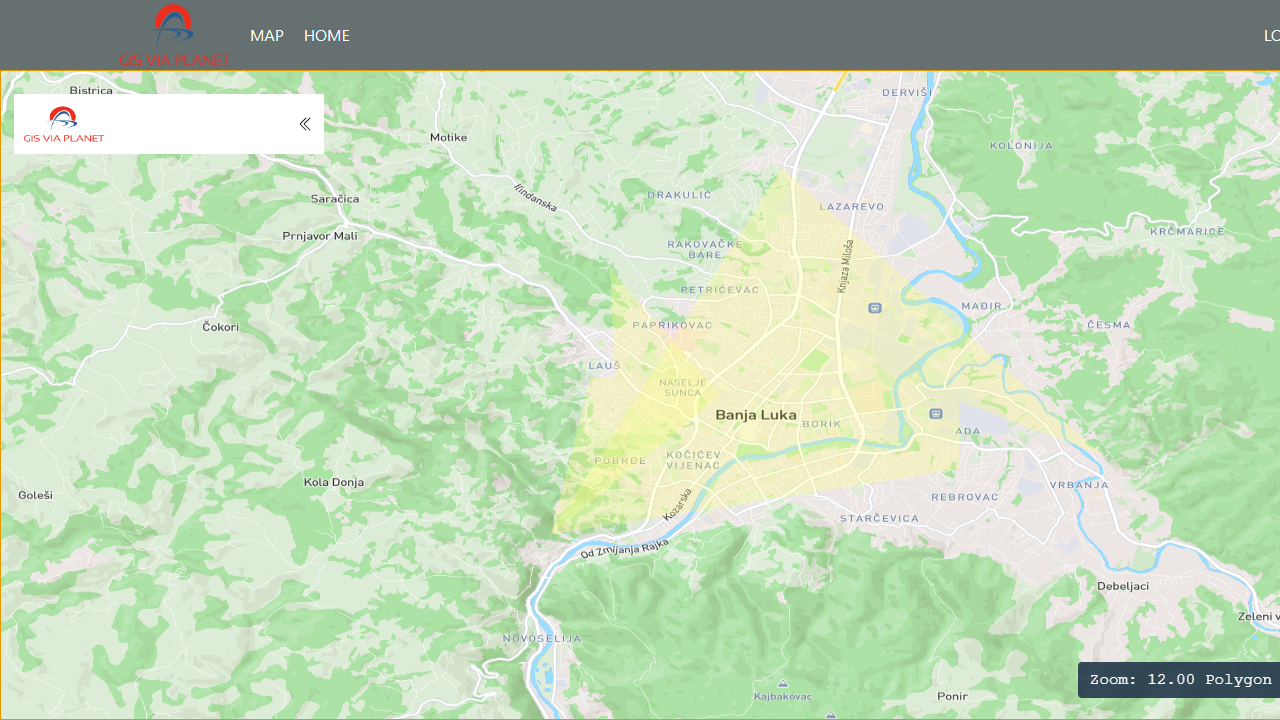 GIS VIA PLANET
MAP HOME
LO
GIS VIA PLANET
Bistrica
DERVIŠI
Motike
KOLONIJA
Ilindanska
DRAKULIĆ
Saračica
LAZAREVO
KRČMARICE
Prnjavor Mali
RAKOVAČKE
BARE
Knjaza Miloša
PETRIĆEVAC
MAĐIR
Čokori
PAPRIKOVAC
ČESMA
LAUŠ
NASELJE
SUNCA
Banja Luka
BORIK
ADA
POBRĐE
KOČIĆEV
VIJENAC
Kola Donja
VRBANJA
Goleši
REBROVAC
Kozarska
STARČEVICA
Od Zmijanja Rajka
Debeljaci
Zeleni v
NOVOSELIJA
Zoom: 12.00 Polygon
Kajbakovac
Ponir